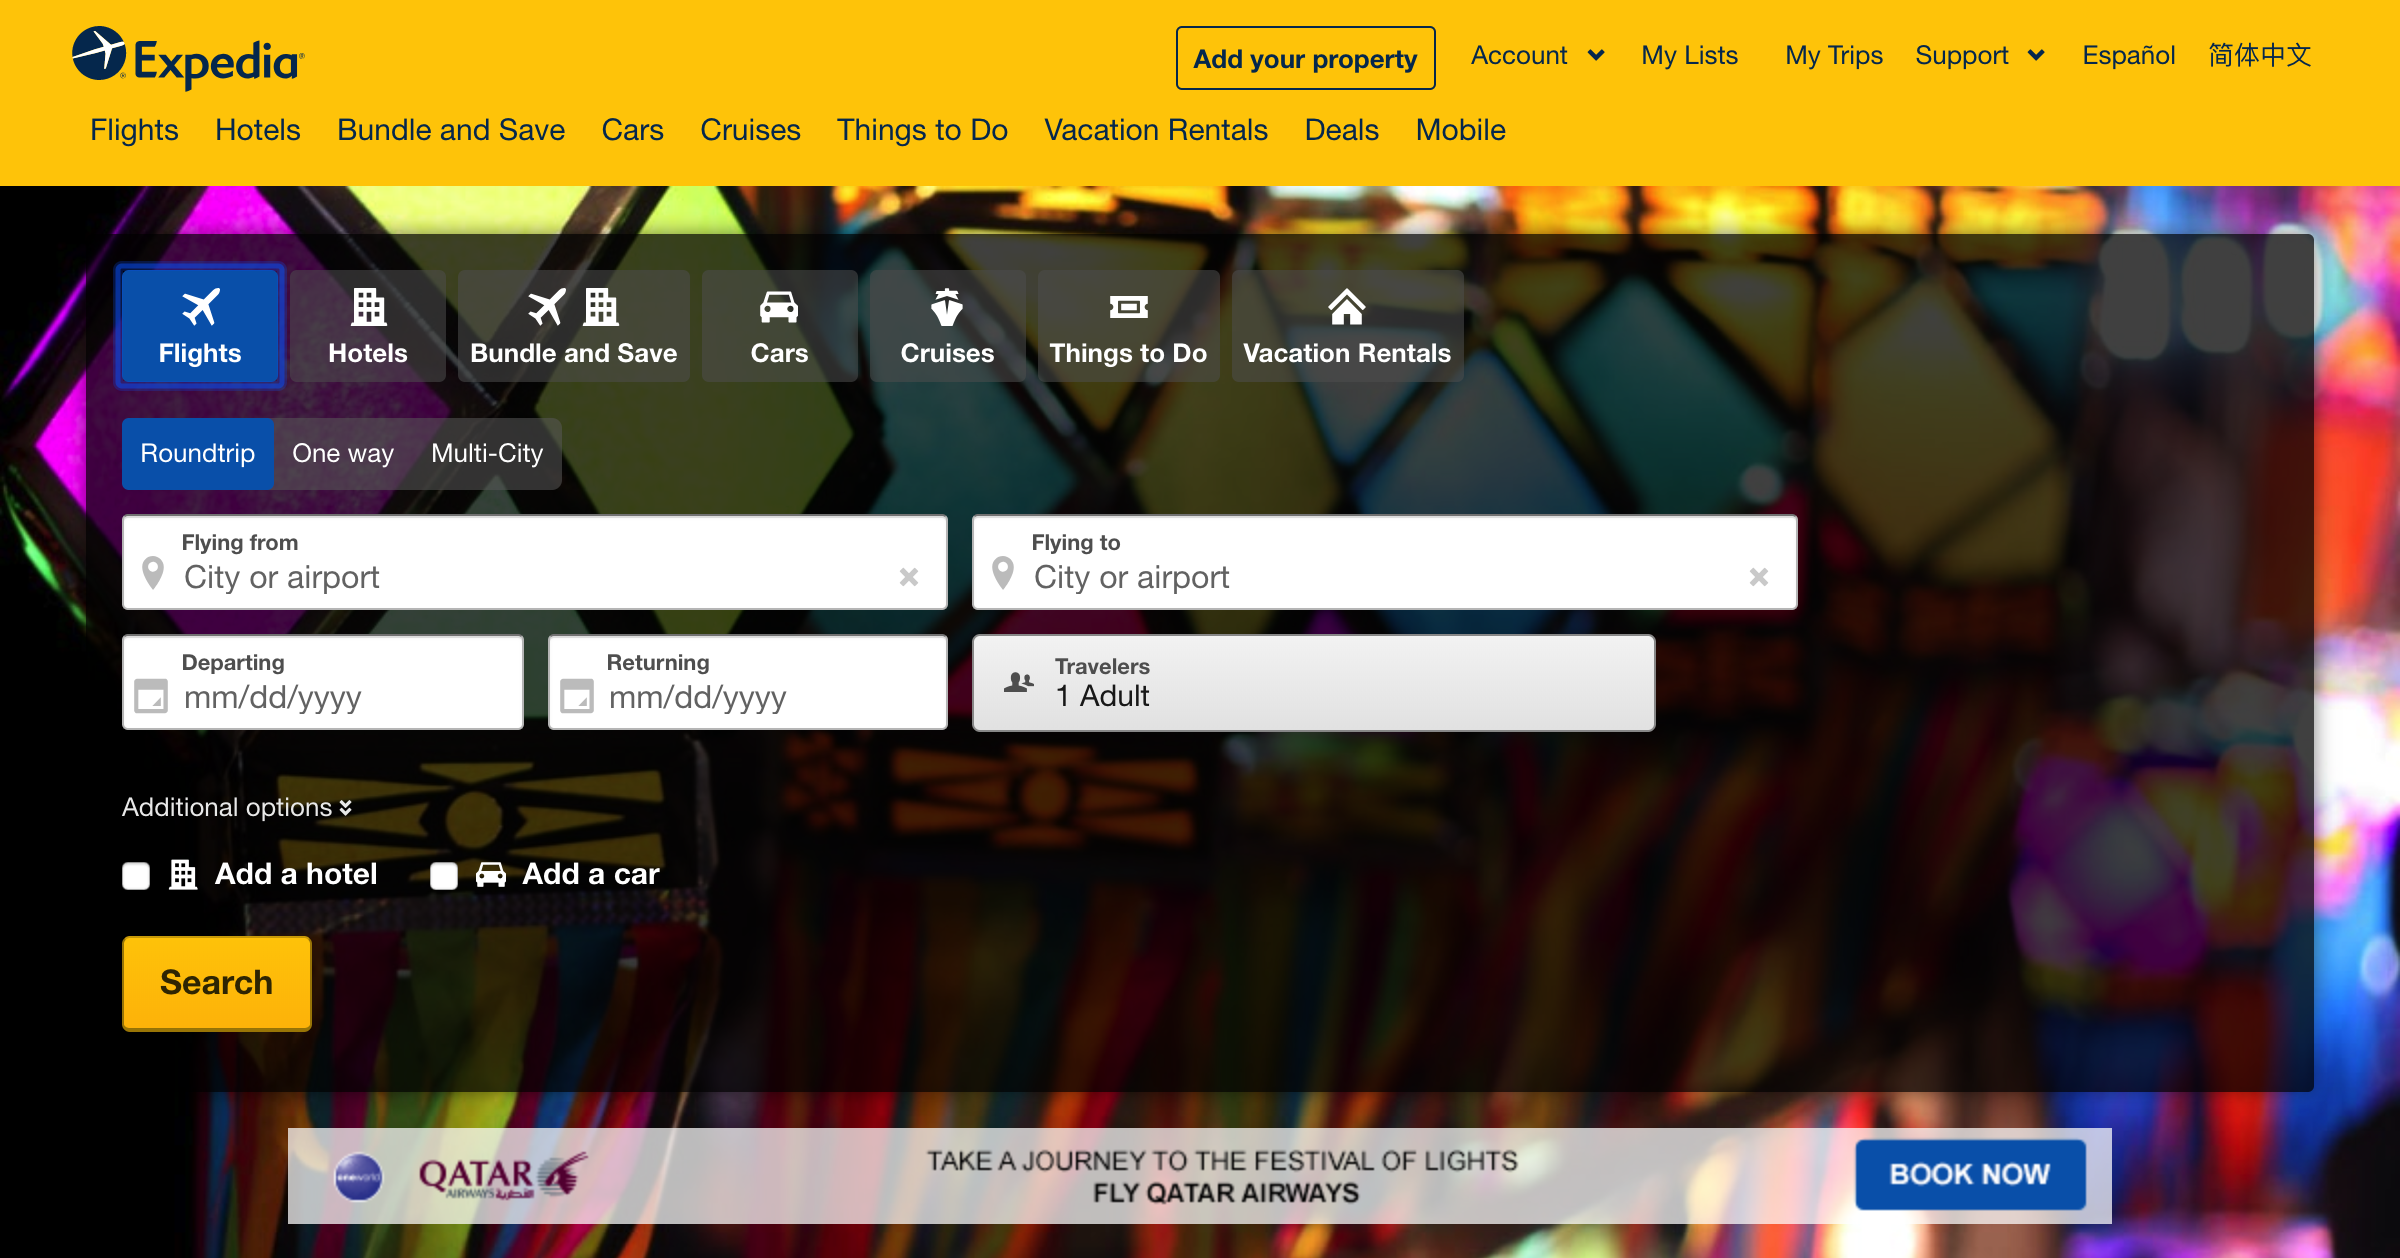 Expedia
Add your property
Account
My Lists
My Trips
Support
Español
简体中文
Flights
Hotels
Bundle and Save
Cars
Cruises
Things to Do
Vacation Rentals
Deals
Mobile
Flights
Hotels
Bundle and Save
Cars
Cruises
Things to Do
Vacation Rentals
Roundtrip
One way
Multi-City
Flying from
City or airport
Flying to
City or airport
Departing
mm/dd/yyyy
Returning
mm/dd/yyyy
Travelers
1 Adult
Additional options
Add a hotel
Add a car
Search
oneworld
QATAR
AIRWAYS القطرية
TAKE A JOURNEY TO THE FESTIVAL OF LIGHTS
FLY QATAR AIRWAYS
BOOK NOW